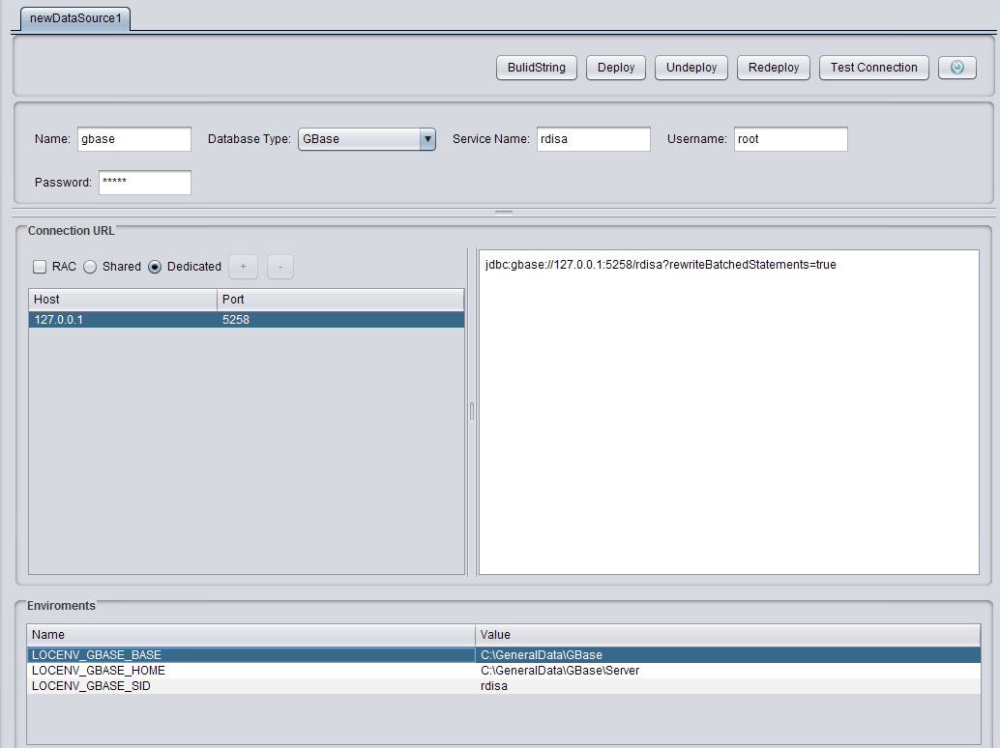 newDataSource1
BulidString Deploy Undeploy Redeploy Test Connection
Name: gbase Database Type: GBase Service Name: rdisa Username: root
Password: *****
Connection URL
RAC Shared Dedicated + -
jdbc:gbase://127.0.0.1:5258/rdisa?rewriteBatchedStatements=true
Host Port
127.0.0.1 5258
Enviroments
Name Value
LOCENV_GBASE_BASE C:\GeneralData\GBase
LOCENV_GBASE_HOME C:\GeneralData\GBase\Server
LOCENV_GBASE_SID rdisa